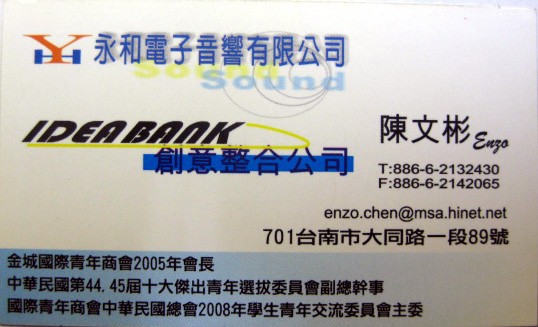 YH 永和電子音響有限公司
Sound
Sound
IDEA BANK
創意整合公司
陳文彬 Enzo
T:886-6-2132430
F:886-6-2142065
enzo.chen@msa.hinet.net
701台南市大同路一段89號
金城國際青年商會2005年會長
中華民國第44.45屆十大傑出青年選拔委員會副總幹事
國際青年商會中華民國總會2008年學生青年交流委員會主委